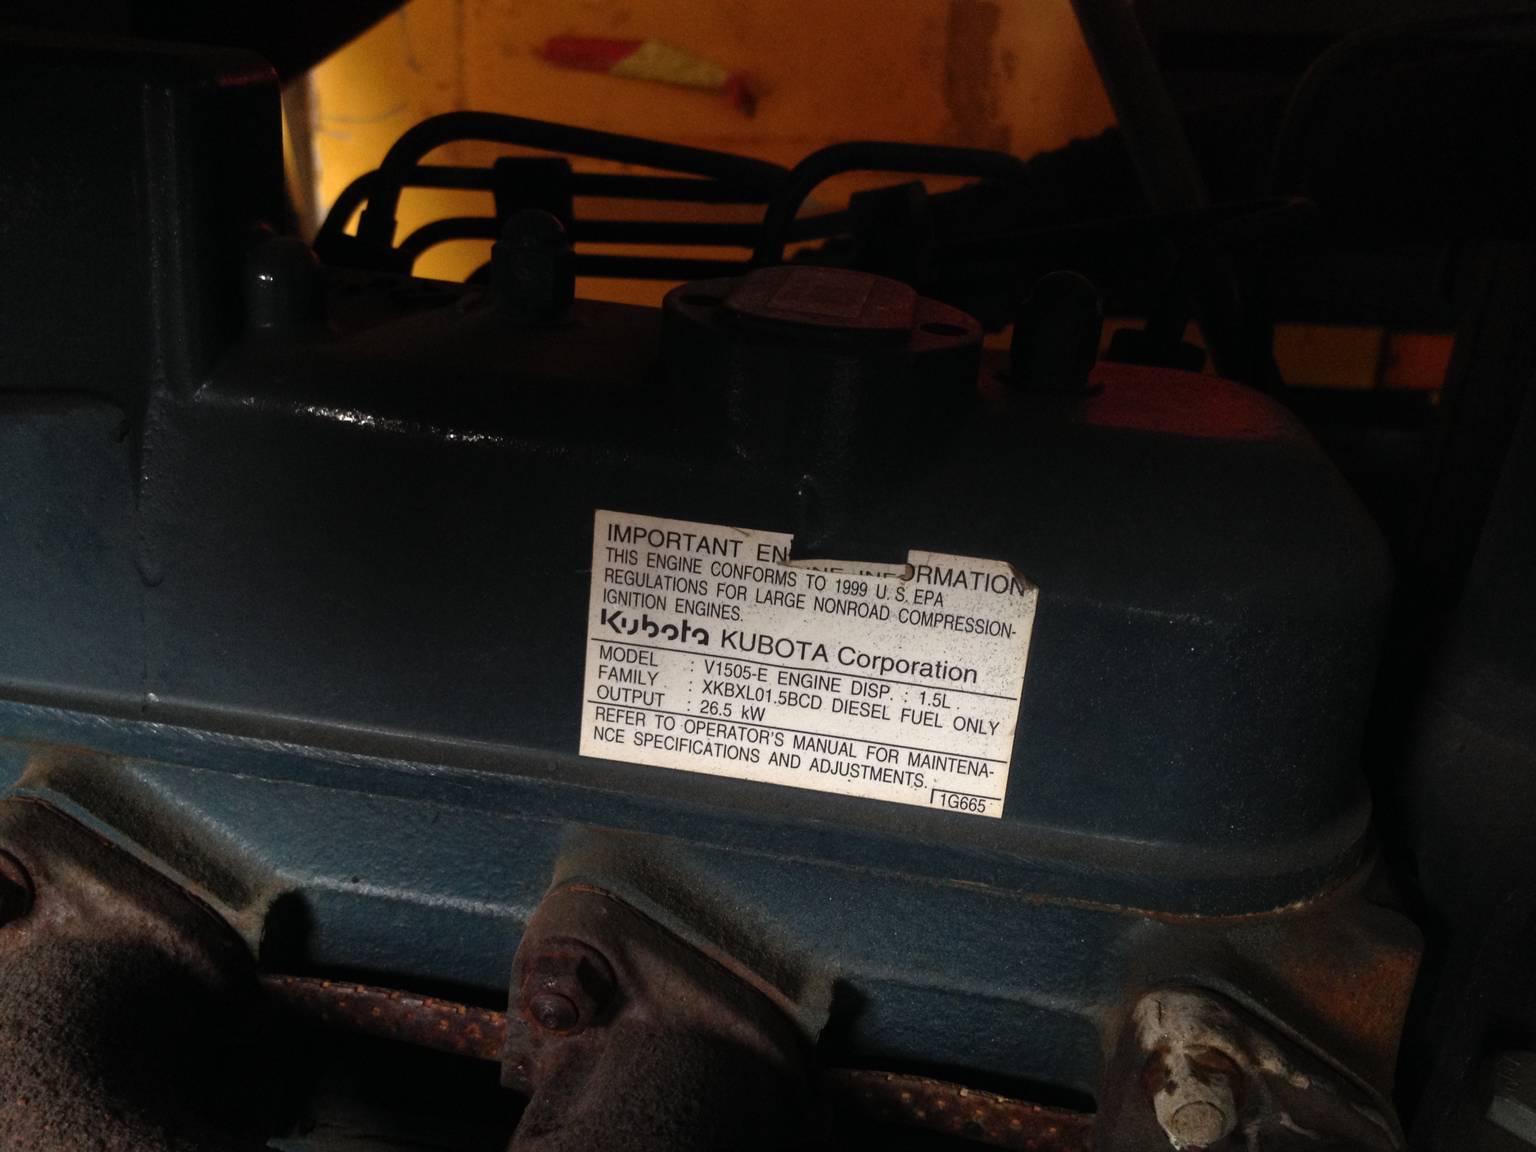 IMPORTANT ENGINE INFORMATION
THIS ENGINE CONFORMS TO 1999 U.S. EPA
REGULATIONS FOR LARGE NONROAD COMPRESSION-
IGNITION ENGINES.
Kubota KUBOTA Corporation
MODEL : V1505-E ENGINE DISP. : 1.5L
FAMILY : XKBXL01.5BCD DIESEL FUEL ONLY
OUTPUT : 26.5 kW
REFER TO OPERATOR'S MANUAL FOR MAINTENA-
NCE SPECIFICATIONS AND ADJUSTMENTS.
1G665